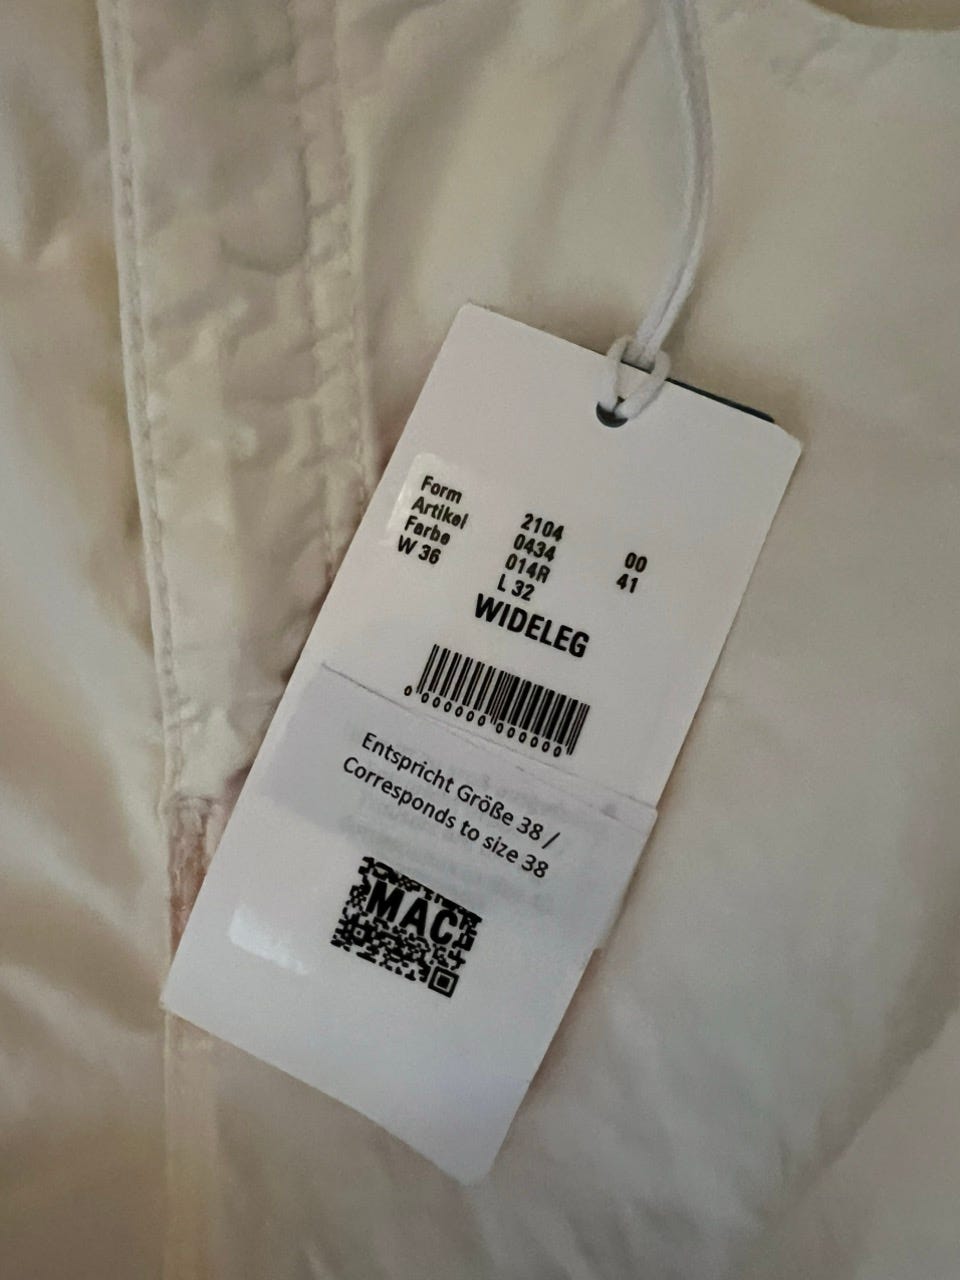 Form 2104 00
Artikel 0434 41
Farbe 014R
W 36 L 32
WIDELEG
0 000000 000000
Entspricht Größe 38 /
Corresponds to size 38
MAC